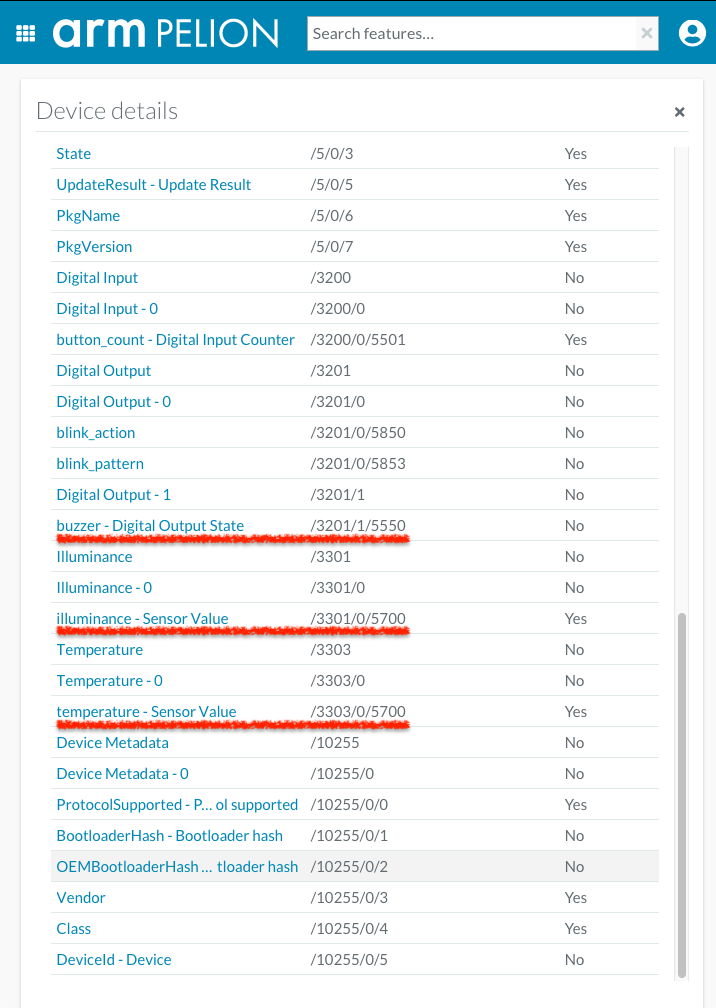 arm PELION
Search features...
Device details
State /5/0/3 Yes
UpdateResult - Update Result /5/0/5 Yes
PkgName /5/0/6 Yes
PkgVersion /5/0/7 Yes
Digital Input /3200 No
Digital Input - 0 /3200/0 No
button_count - Digital Input Counter /3200/0/5501 Yes
Digital Output /3201 No
Digital Output - 0 /3201/0 No
blink_action /3201/0/5850 No
blink_pattern /3201/0/5853 No
Digital Output - 1 /3201/1 No
buzzer - Digital Output State /3201/1/5550 No
Illuminance /3301 No
Illuminance - 0 /3301/0 No
illuminance - Sensor Value /3301/0/5700 Yes
Temperature /3303 No
Temperature - 0 /3303/0 No
temperature - Sensor Value /3303/0/5700 Yes
Device Metadata /10255 No
Device Metadata - 0 /10255/0 No
ProtocolSupported - P... ol supported /10255/0/0 Yes
BootloaderHash - Bootloader hash /10255/0/1 No
OEMBootloaderHash ... tloader hash /10255/0/2 No
Vendor /10255/0/3 Yes
Class /10255/0/4 Yes
DeviceId - Device /10255/0/5 No